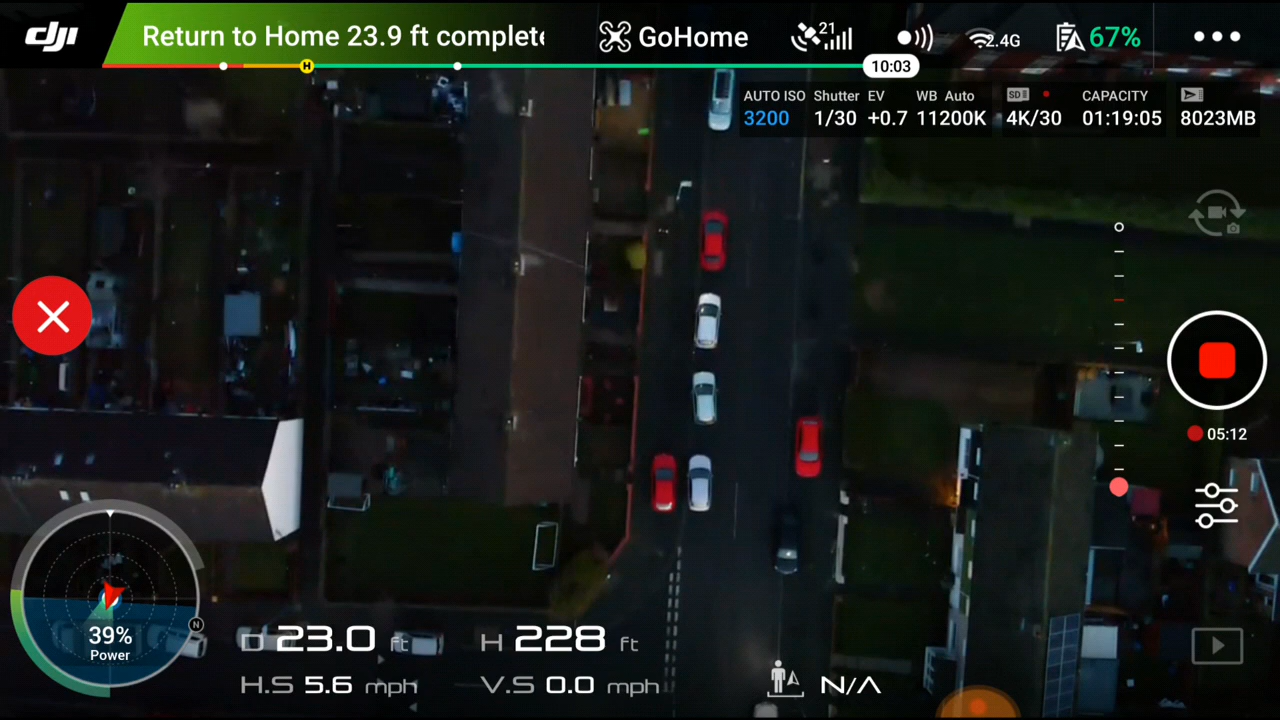 dji Return to Home 23.9 ft complete GoHome 21 2.4G 67%
H 10:03
AUTO ISO Shutter EV WB Auto SD CAPACITY
3200 1/30 +0.7 11200K 4K/30 01:19:05 8023MB
05:12
N
39%
Power
D 23.0 ft H 228 ft
H.S 5.6 mph V.S 0.0 mph N/A